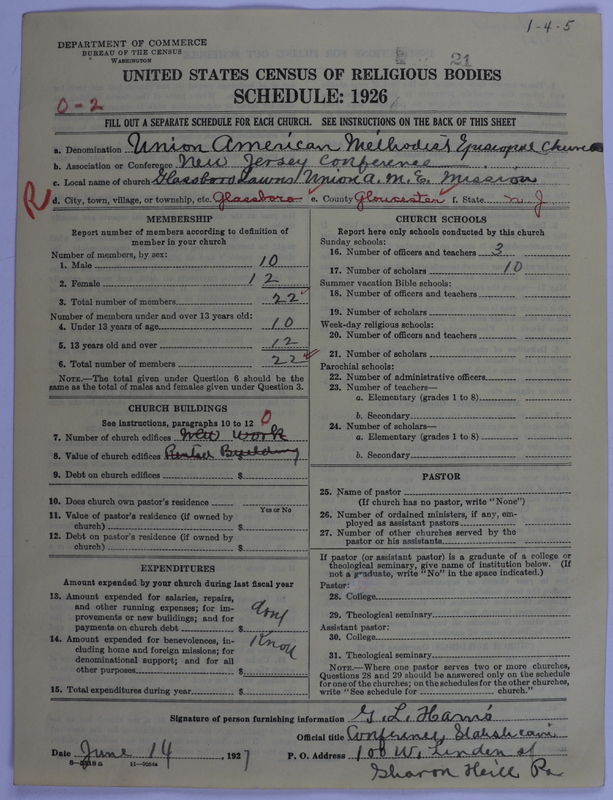 1-4-5
DEPARTMENT OF COMMERCE
BUREAU OF THE CENSUS
WASHINGTON
21
UNITED STATES CENSUS OF RELIGIOUS BODIES
SCHEDULE: 1926
0-2
FILL OUT A SEPARATE SCHEDULE FOR EACH CHURCH. SEE INSTRUCTIONS ON THE BACK OF THIS SHEET
a. Denomination Union American Methodist Episcopal Church
b. Association or Conference New Jersey Conference
c. Local name of church Glassboro Lawns / Union A. M. E. Mission
R
d. City, town, village, or township, etc. Glassboro e. County Gloucester f. State N J
MEMBERSHIP
Report number of members according to definition of
member in your church
Number of members, by sex:
1. Male 10
2. Female 12
3. Total number of members 22
Number of members under and over 13 years old:
4. Under 13 years of age 10
5. 13 years old and over 12
6. Total number of members 22
NOTE.—The total given under Question 6 should be the
same as the total of males and females given under Question 3.
CHURCH BUILDINGS
See instructions, paragraphs 10 to 12 0
7. Number of church edifices New Work
8. Value of church edifices Rented Building
9. Debt on church edifices $
10. Does church own pastor's residence
Yes or No
11. Value of pastor's residence (if owned by
church) $
12. Debt on pastor's residence (if owned by
church) $
EXPENDITURES
Amount expended by your church during last fiscal year
13. Amount expended for salaries, repairs,
and other running expenses; for im-
provements or new buildings; and for
payments on church debt $ Dont
14. Amount expended for benevolences, in-
cluding home and foreign missions; for
denominational support; and for all
other purposes $ Know
15. Total expenditures during year $
CHURCH SCHOOLS
Report here only schools conducted by this church
Sunday schools:
16. Number of officers and teachers 3
17. Number of scholars 10
Summer vacation Bible schools:
18. Number of officers and teachers
19. Number of scholars
Week-day religious schools:
20. Number of officers and teachers
21. Number of scholars
Parochial schools:
22. Number of administrative officers
23. Number of teachers—
a. Elementary (grades 1 to 8)
b. Secondary
24. Number of scholars—
a. Elementary (grades 1 to 8)
b. Secondary
PASTOR
25. Name of pastor
(If church has no pastor, write "None")
26. Number of ordained ministers, if any, em-
ployed as assistant pastors
27. Number of other churches served by the
pastor or his assistants
If pastor (or assistant pastor) is a graduate of a college or
theological seminary, give name of institution below. (If
not a graduate, write "No" in the space indicated.)
Pastor:
28. College
29. Theological seminary
Assistant pastor:
30. College
31. Theological seminary
NOTE.—Where one pastor serves two or more churches,
Questions 28 and 29 should be answered only on the schedule
for one of the churches; on the schedules for the other churches,
write "See schedule for church."
Signature of person furnishing information G. L. Hams
Official title Conference Statistician
Date June 14, 1927 P. O. Address 100 W. Linden st
Sharon Hill Pa